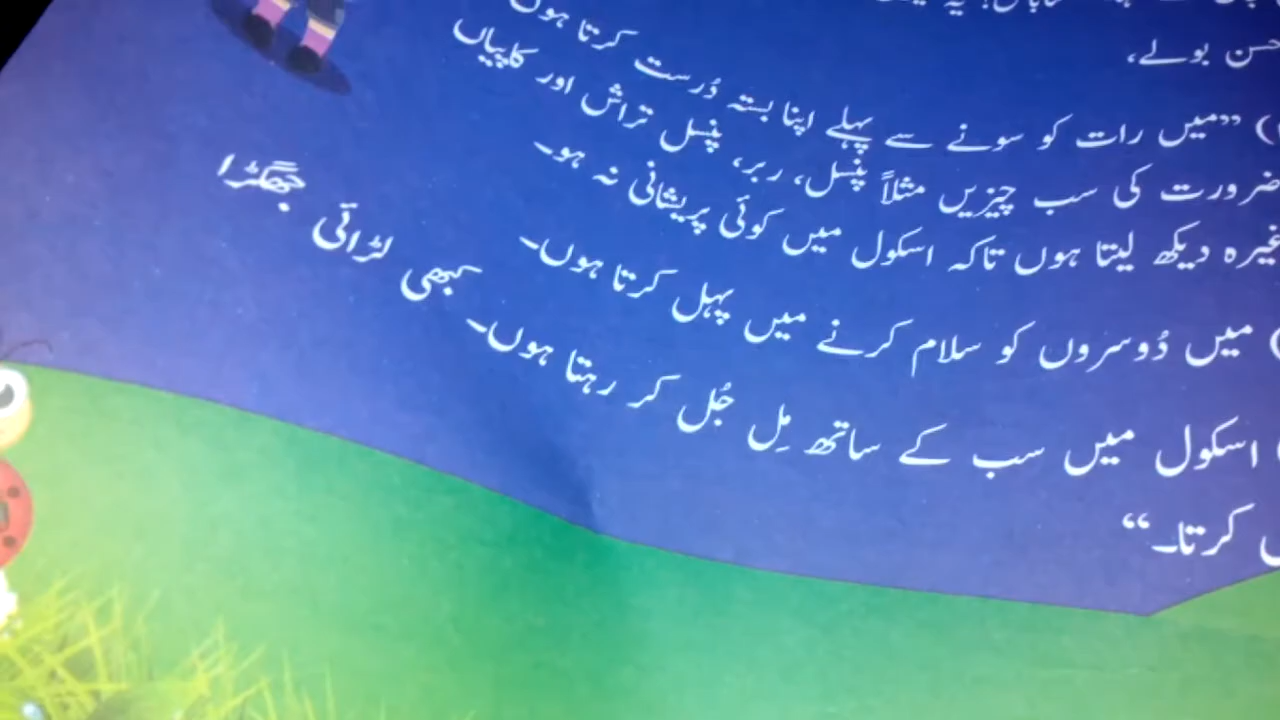 حسن بولے،
”میں رات کو سونے سے پہلے اپنا بستہ دُرست کرتا ہوں
ضرورت کی سب چیزیں مثلاً پنسل، ربر، پنسل تراش اور کاپیاں
وغیرہ دیکھ لیتا ہوں تاکہ اسکول میں کوئی پریشانی نہ ہو۔
میں دُوسروں کو سلام کرنے میں پہل کرتا ہوں۔
اسکول میں سب کے ساتھ مِل جُل کر رہتا ہوں۔ کبھی لڑائی جھگڑا
کرتا۔“